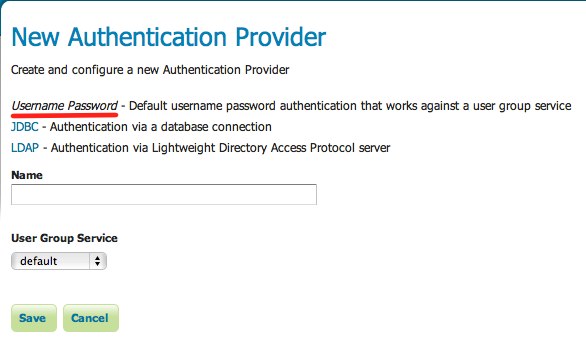 New Authentication Provider
Create and configure a new Authentication Provider
Username Password - Default username password authentication that works against a user group service
JDBC - Authentication via a database connection
LDAP - Authentication via Lightweight Directory Access Protocol server
Name
User Group Service
default
Save Cancel